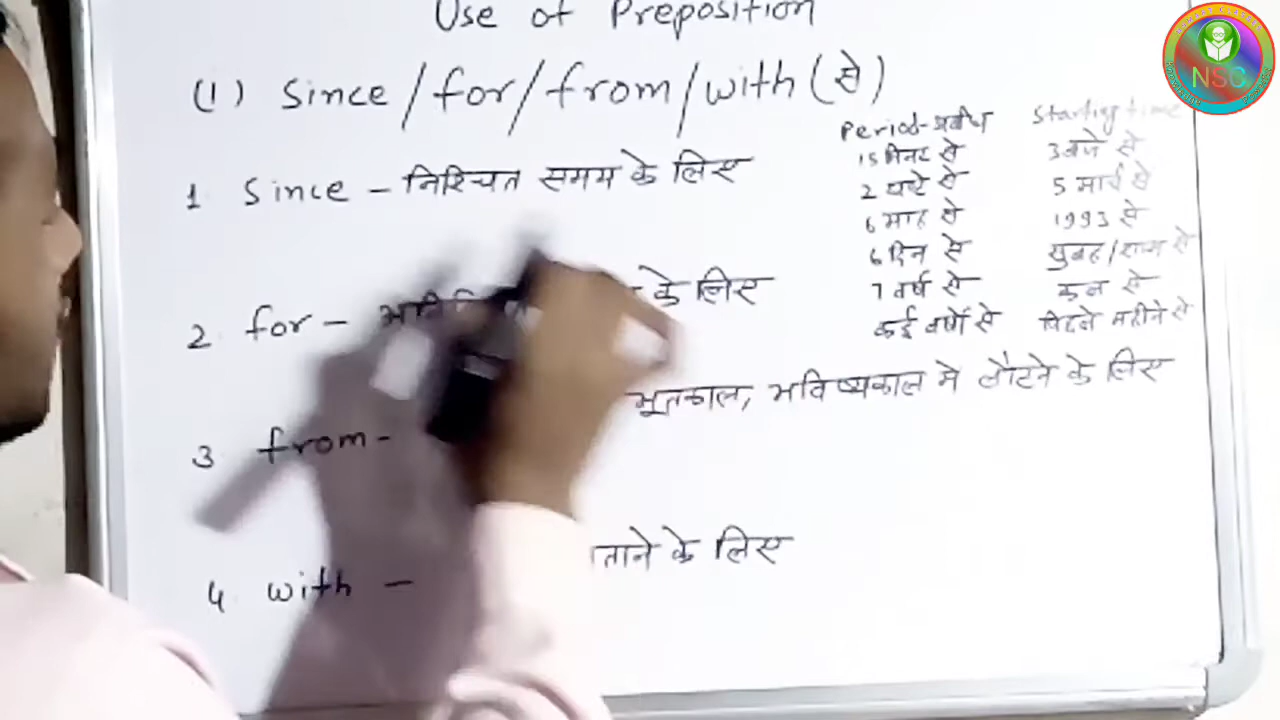 Use of Preposition
(1) Since / for / from / with (से)
Period-अवधि
15 मिनट से
2 घण्टे से
6 माह से
6 दिन से
7 वर्ष से
कई वर्षों से
Starting time
3 बजे से
5 मार्च से
1993 से
सुबह/शाम से
कल से
पिछले महीने से
1. Since – निश्चित समय के लिए
2. for – के लिए
3 from - भूतकाल, भविष्यकाल मे लौटने के लिए
4. with – के लिए
NSC